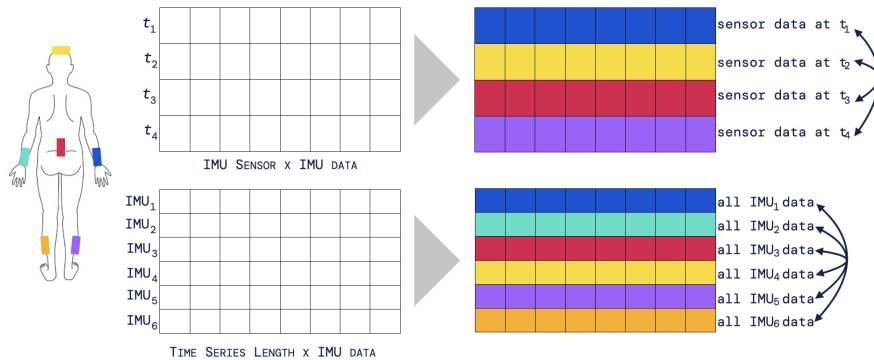 t1
t2
t3
t4
IMU SENSOR X IMU DATA
sensor data at t1
sensor data at t2
sensor data at t3
sensor data at t4
IMU1
IMU2
IMU3
IMU4
IMU5
IMU6
TIME SERIES LENGTH X IMU DATA
all IMU1 data
all IMU2 data
all IMU3 data
all IMU4 data
all IMU5 data
all IMU6 data